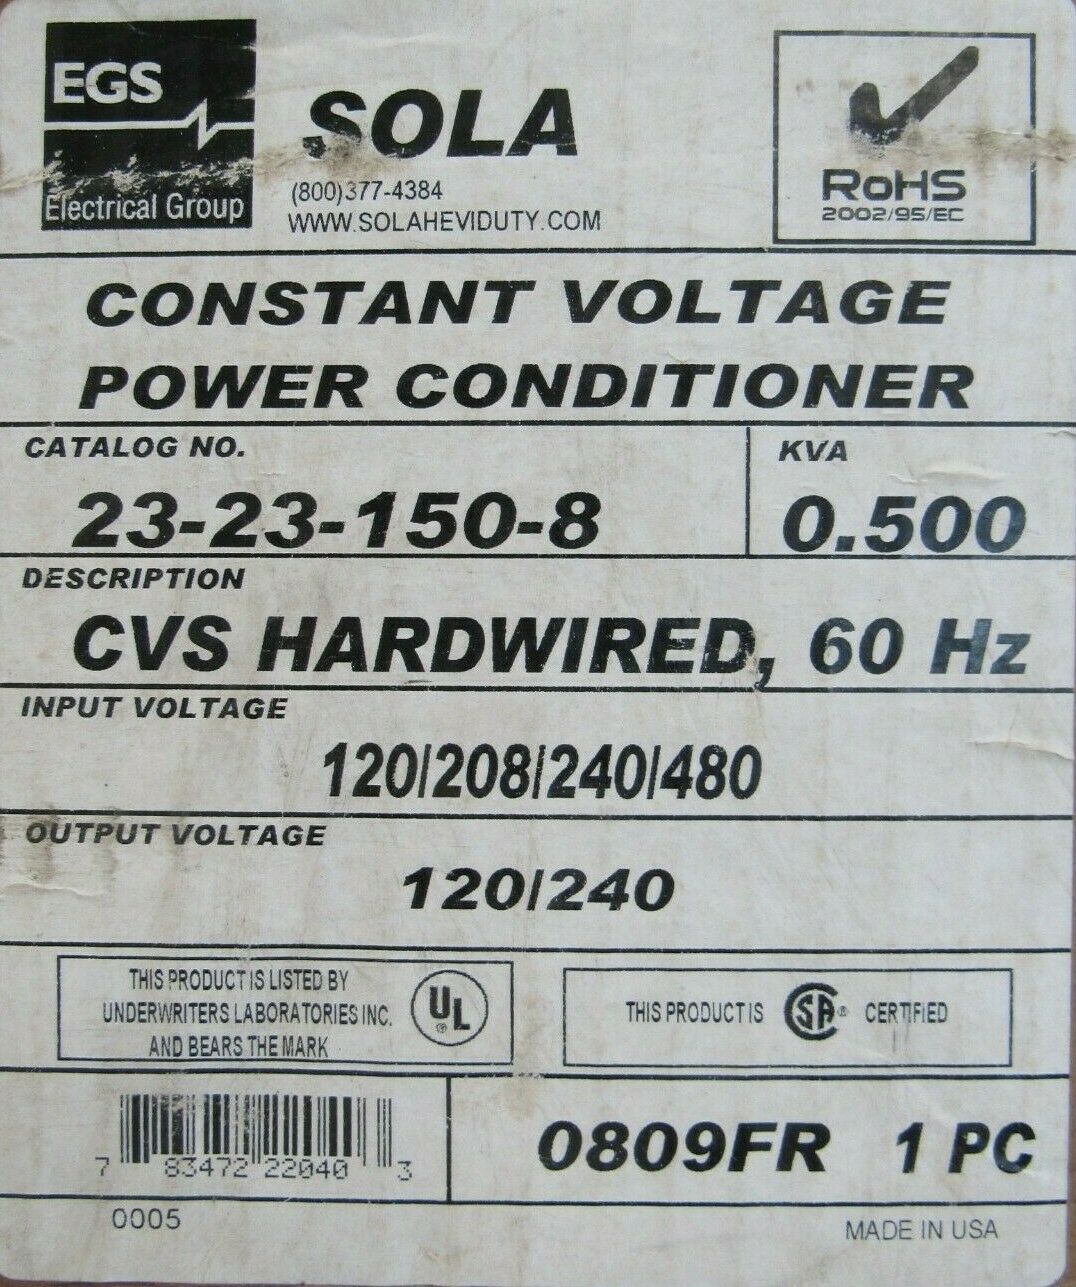 EGS
Electrical Group
SOLA
(800)377-4384
WWW.SOLAHEVIDUTY.COM
RoHS
2002/95/EC
CONSTANT VOLTAGE
POWER CONDITIONER
CATALOG NO.
23-23-150-8
KVA
0.500
DESCRIPTION
CVS HARDWIRED, 60 Hz
INPUT VOLTAGE
120/208/240/480
OUTPUT VOLTAGE
120/240
THIS PRODUCT IS LISTED BY
UNDERWRITERS LABORATORIES INC.
AND BEARS THE MARK
UL
®
THIS PRODUCT IS
SA ®
CERTIFIED
7 83472 22040 3
0809FR 1 PC
0005
MADE IN USA